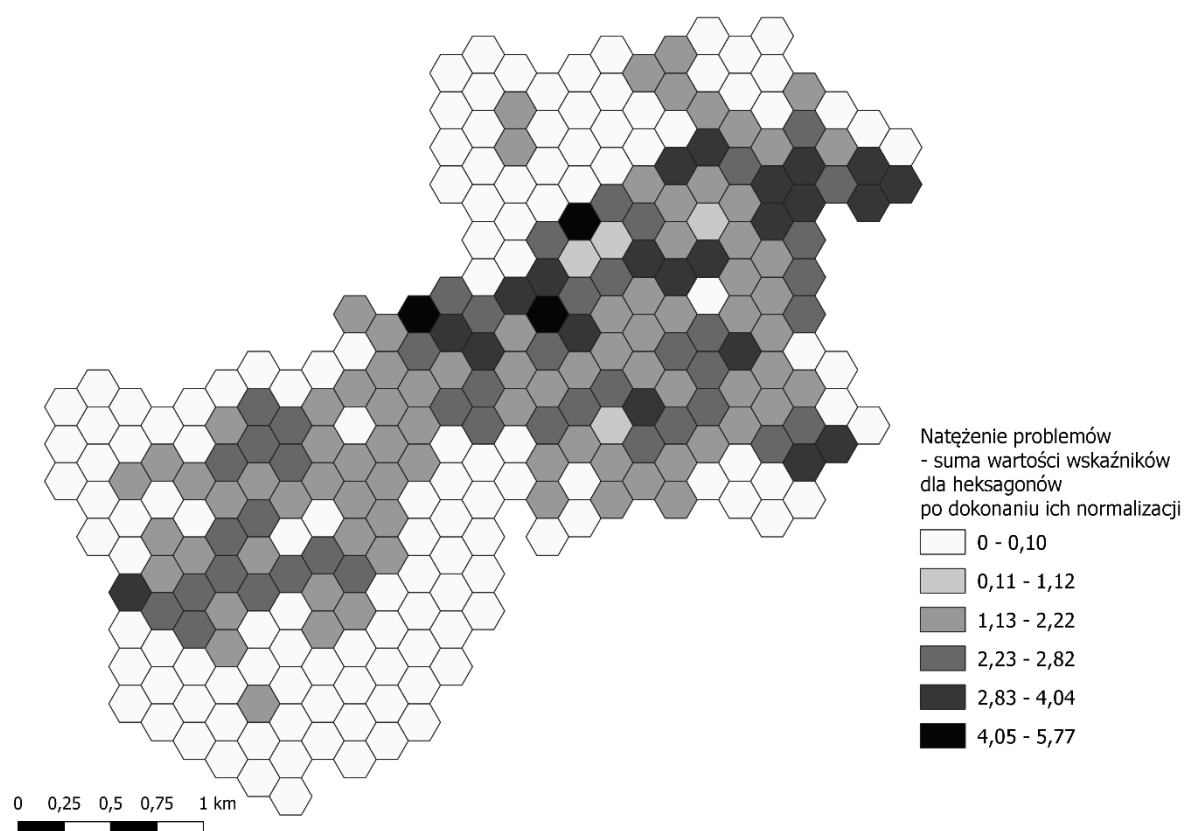 Natężenie problemów
- suma wartości wskaźników
dla heksagonów
po dokonaniu ich normalizacji
0 - 0,10
0,11 - 1,12
1,13 - 2,22
2,23 - 2,82
2,83 - 4,04
4,05 - 5,77
0 0,25 0,5 0,75 1 km